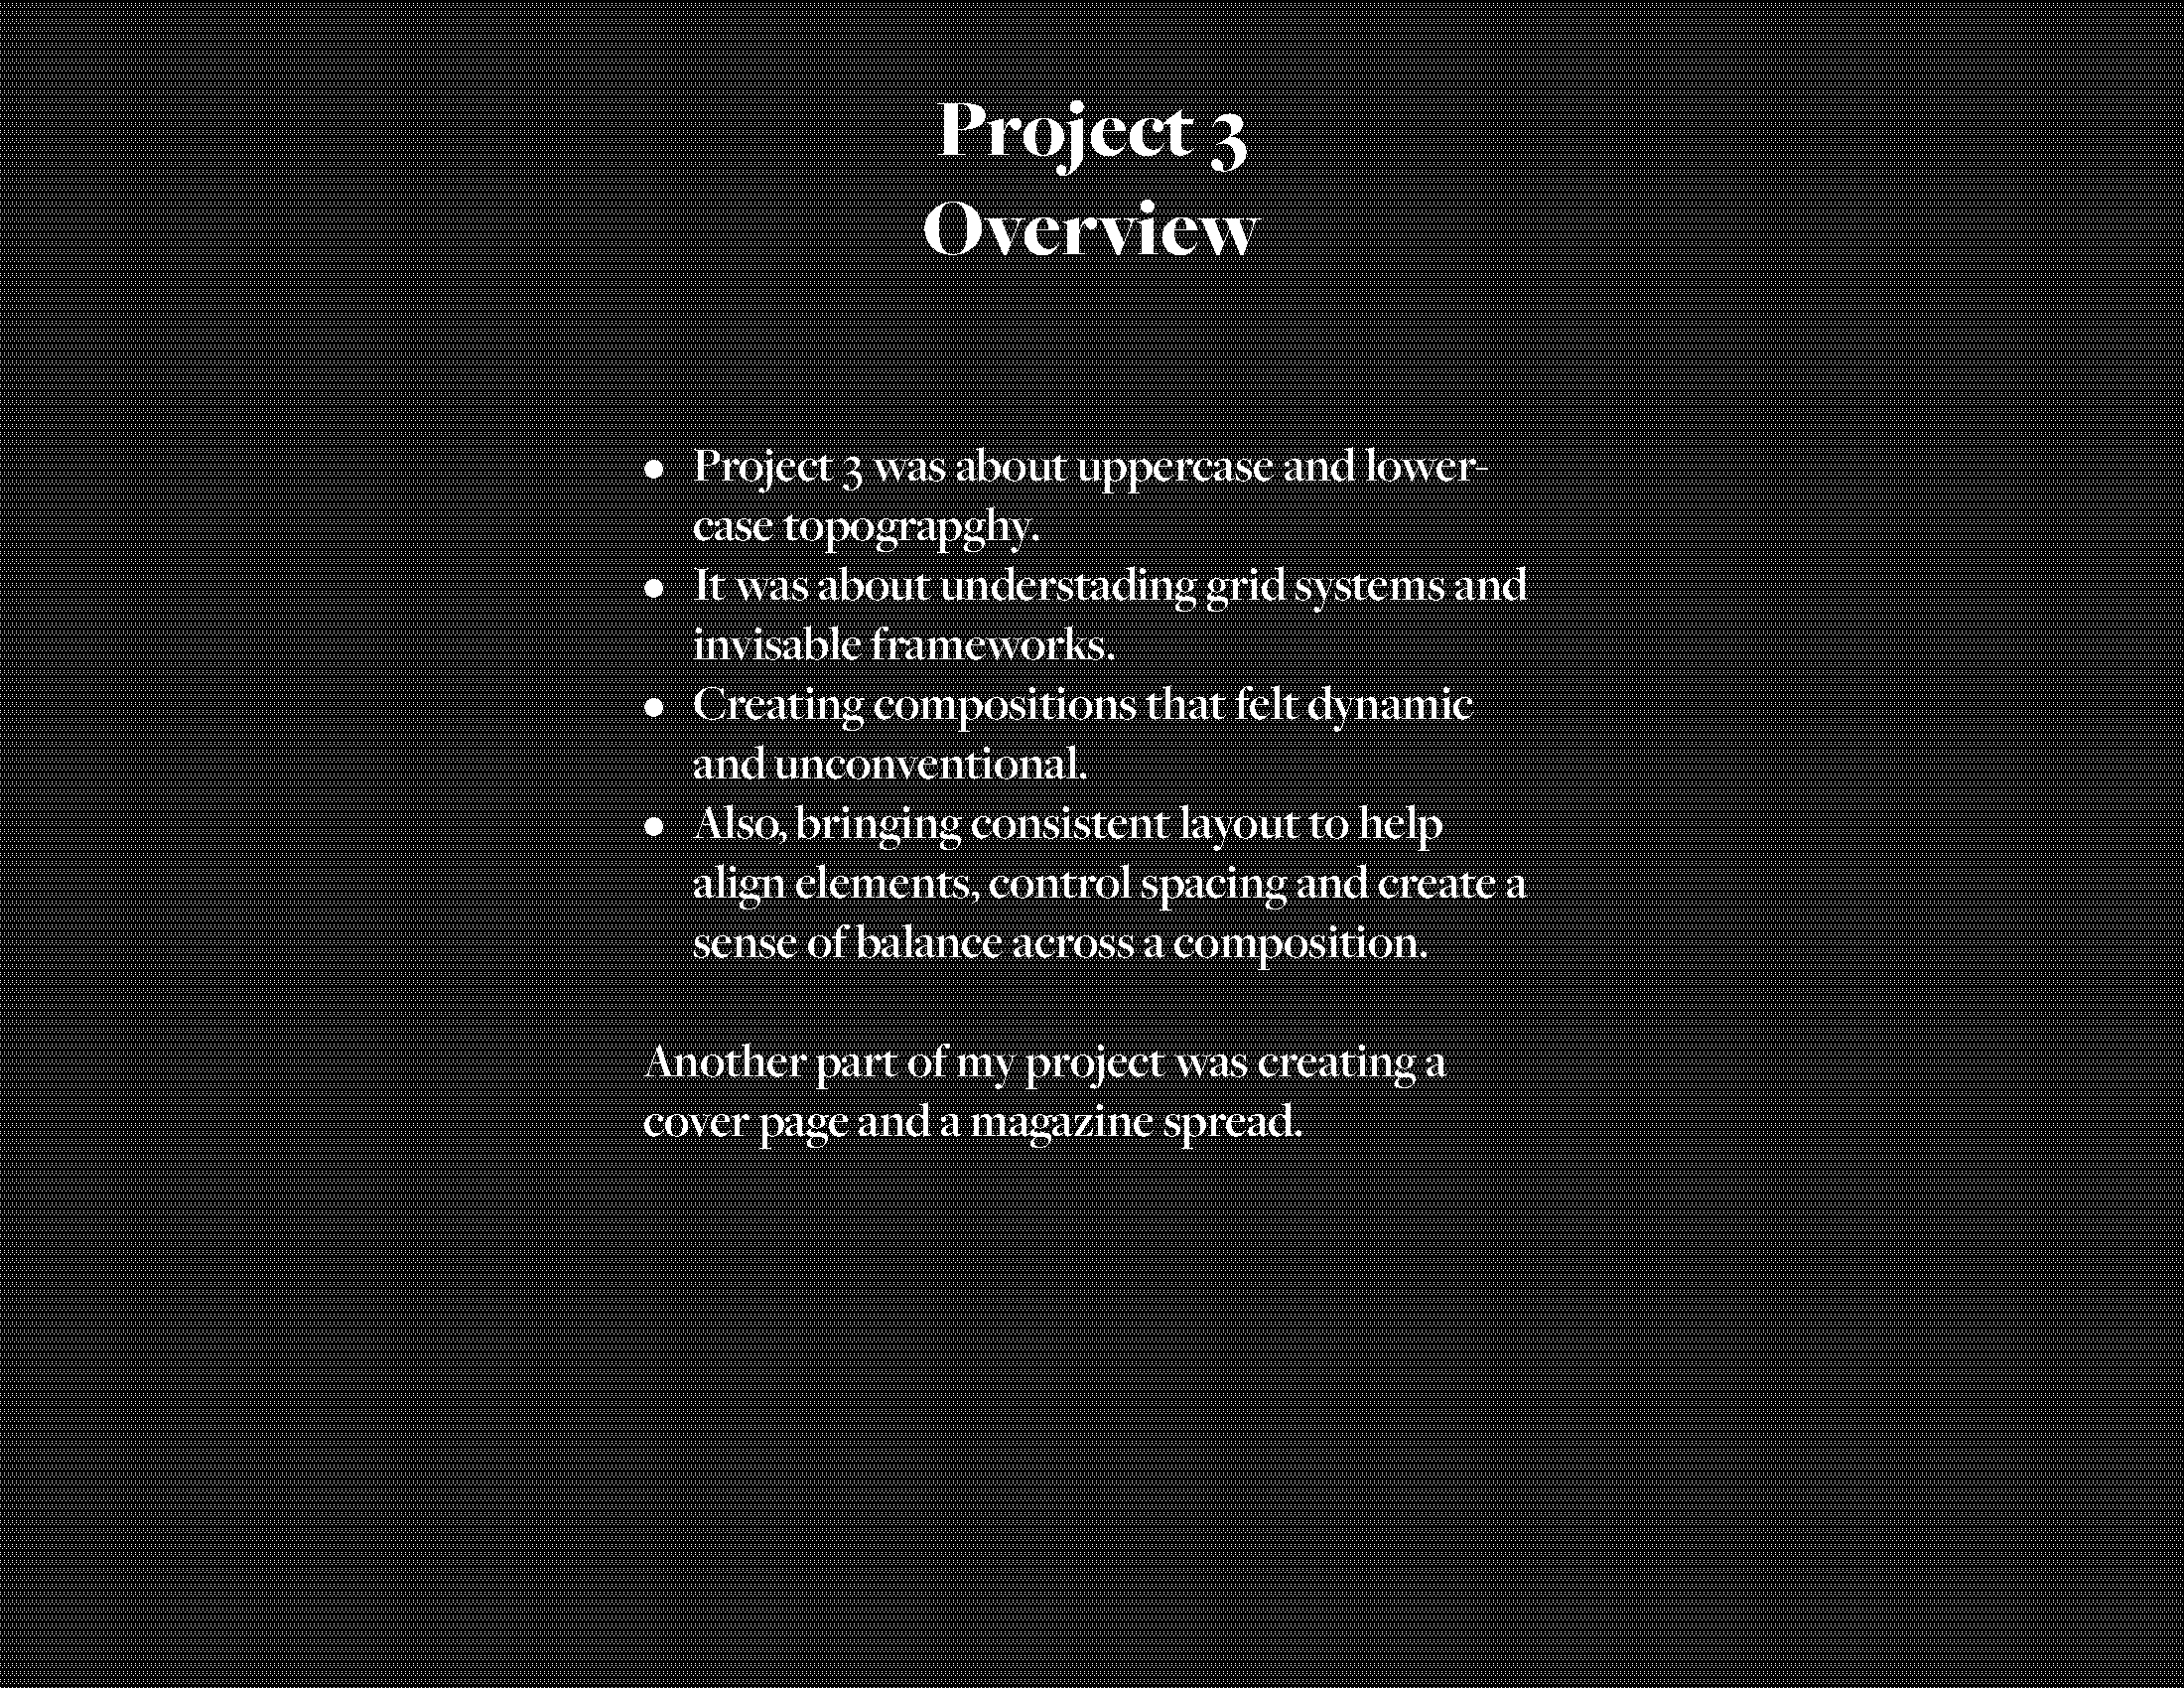 Project 3
Overview
• Project 3 was about uppercase and lower-
case topograpghy.
• It was about understading grid systems and
invisable frameworks.
• Creating compositions that felt dynamic
and unconventional.
• Also, bringing consistent layout to help
align elements, control spacing and create a
sense of balance across a composition.
Another part of my project was creating a
cover page and a magazine spread.